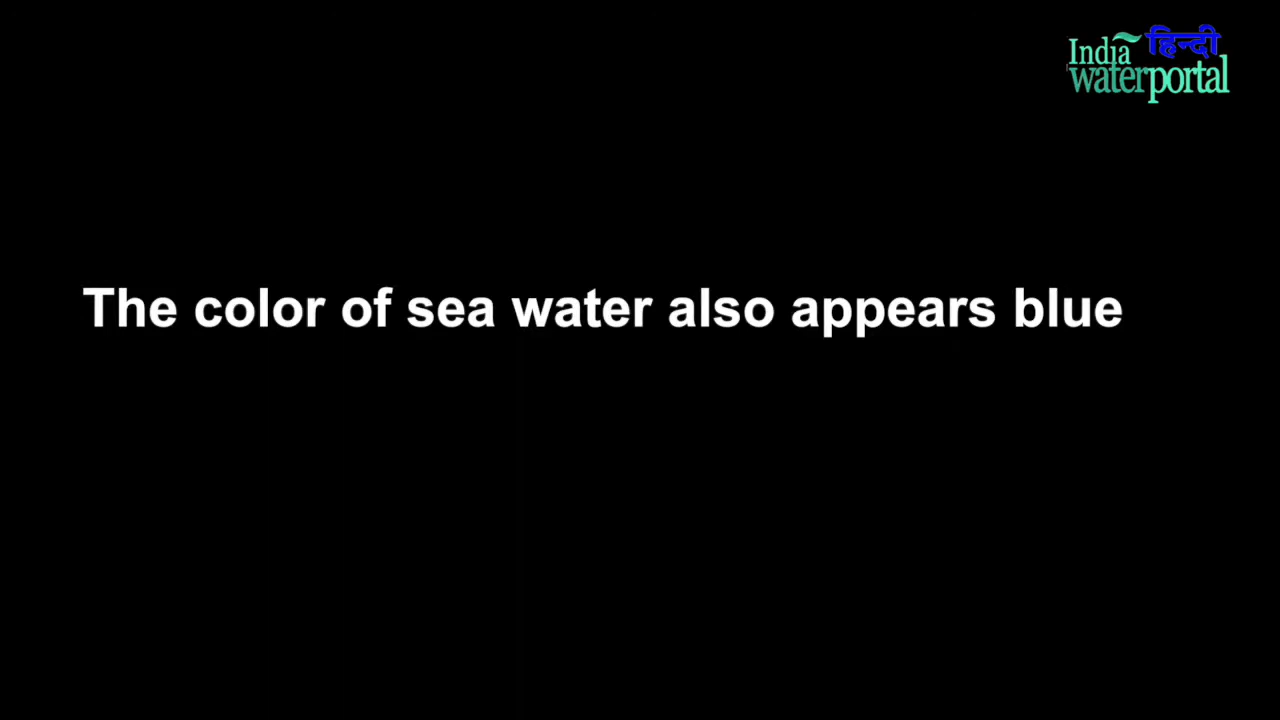 India हिन्दी
waterportal
The color of sea water also appears blue